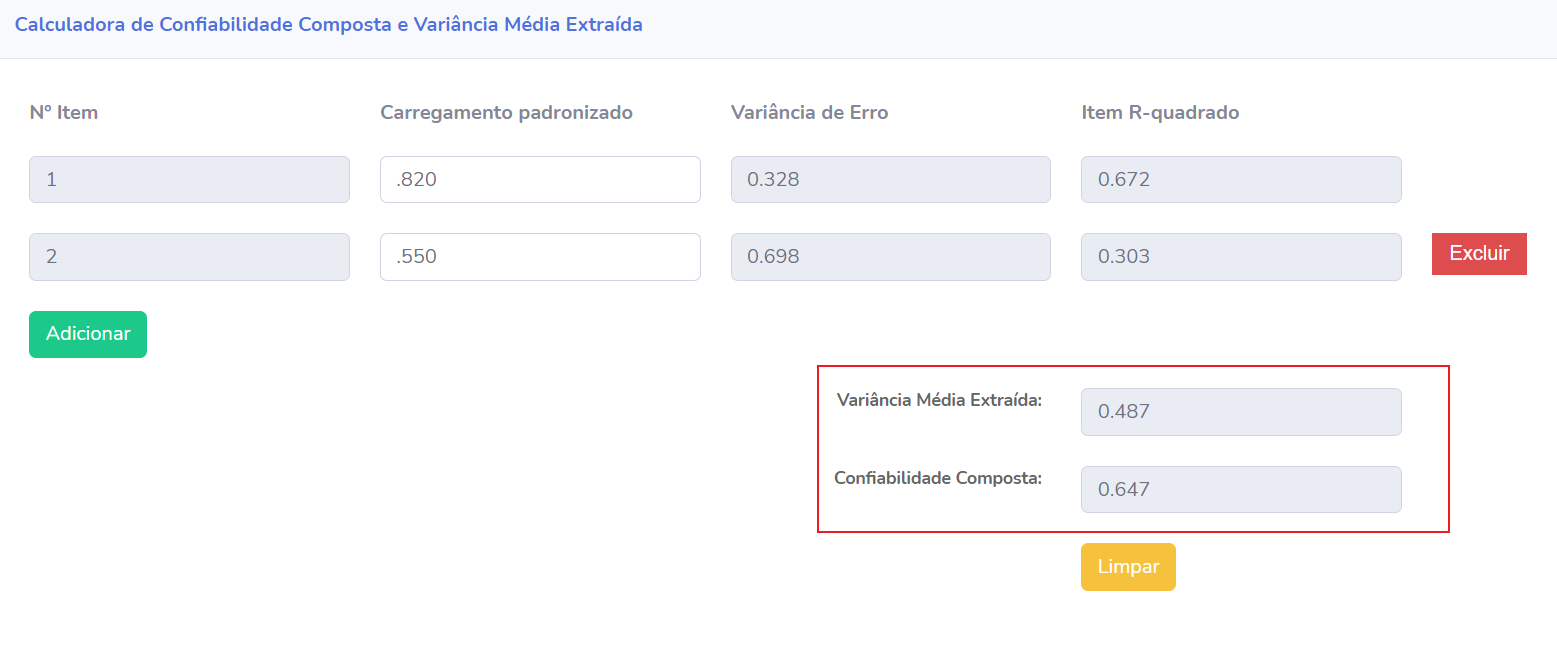 Calculadora de Confiabilidade Composta e Variância Média Extraída
Nº Item Carregamento padronizado Variância de Erro Item R-quadrado
1 .820 0.328 0.672
2 .550 0.698 0.303 Excluir
Adicionar
Variância Média Extraída: 0.487
Confiabilidade Composta: 0.647
Limpar